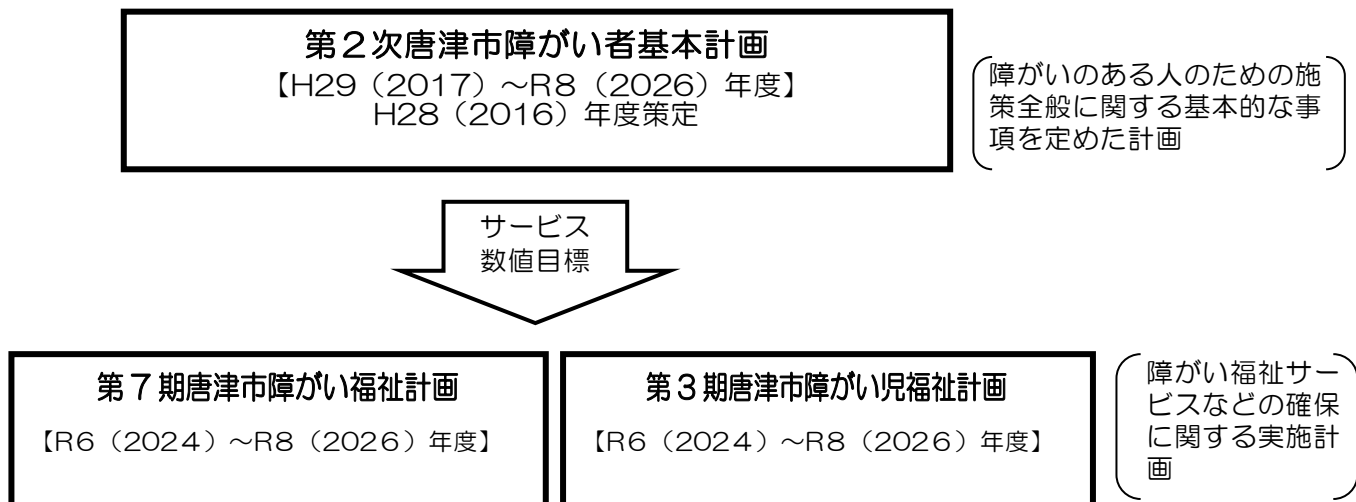 第２次唐津市障がい者基本計画
【H29（2017）～R8（2026）年度】
H28（2016）年度策定
障がいのある人のための施
策全般に関する基本的な事
項を定めた計画
サービス
数値目標
第７期唐津市障がい福祉計画
【R6（2024）～R8（2026）年度】
第３期唐津市障がい児福祉計画
【R6（2024）～R8（2026）年度】
障がい福祉サー
ビスなどの確保
に関する実施計
画